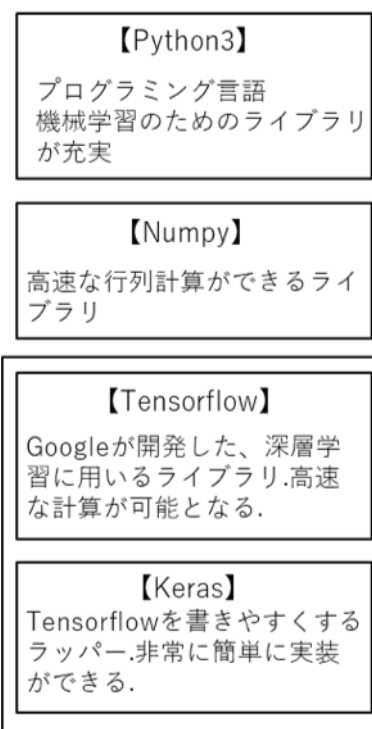 【Python3】
プログラミング言語
機械学習のためのライブラリ
が充実
【Numpy】
高速な行列計算ができるライ
ブラリ
【Tensorflow】
Googleが開発した、深層学
習に用いるライブラリ.高速
な計算が可能となる.
【Keras】
Tensorflowを書きやすくする
ラッパー.非常に簡単に実装
ができる.